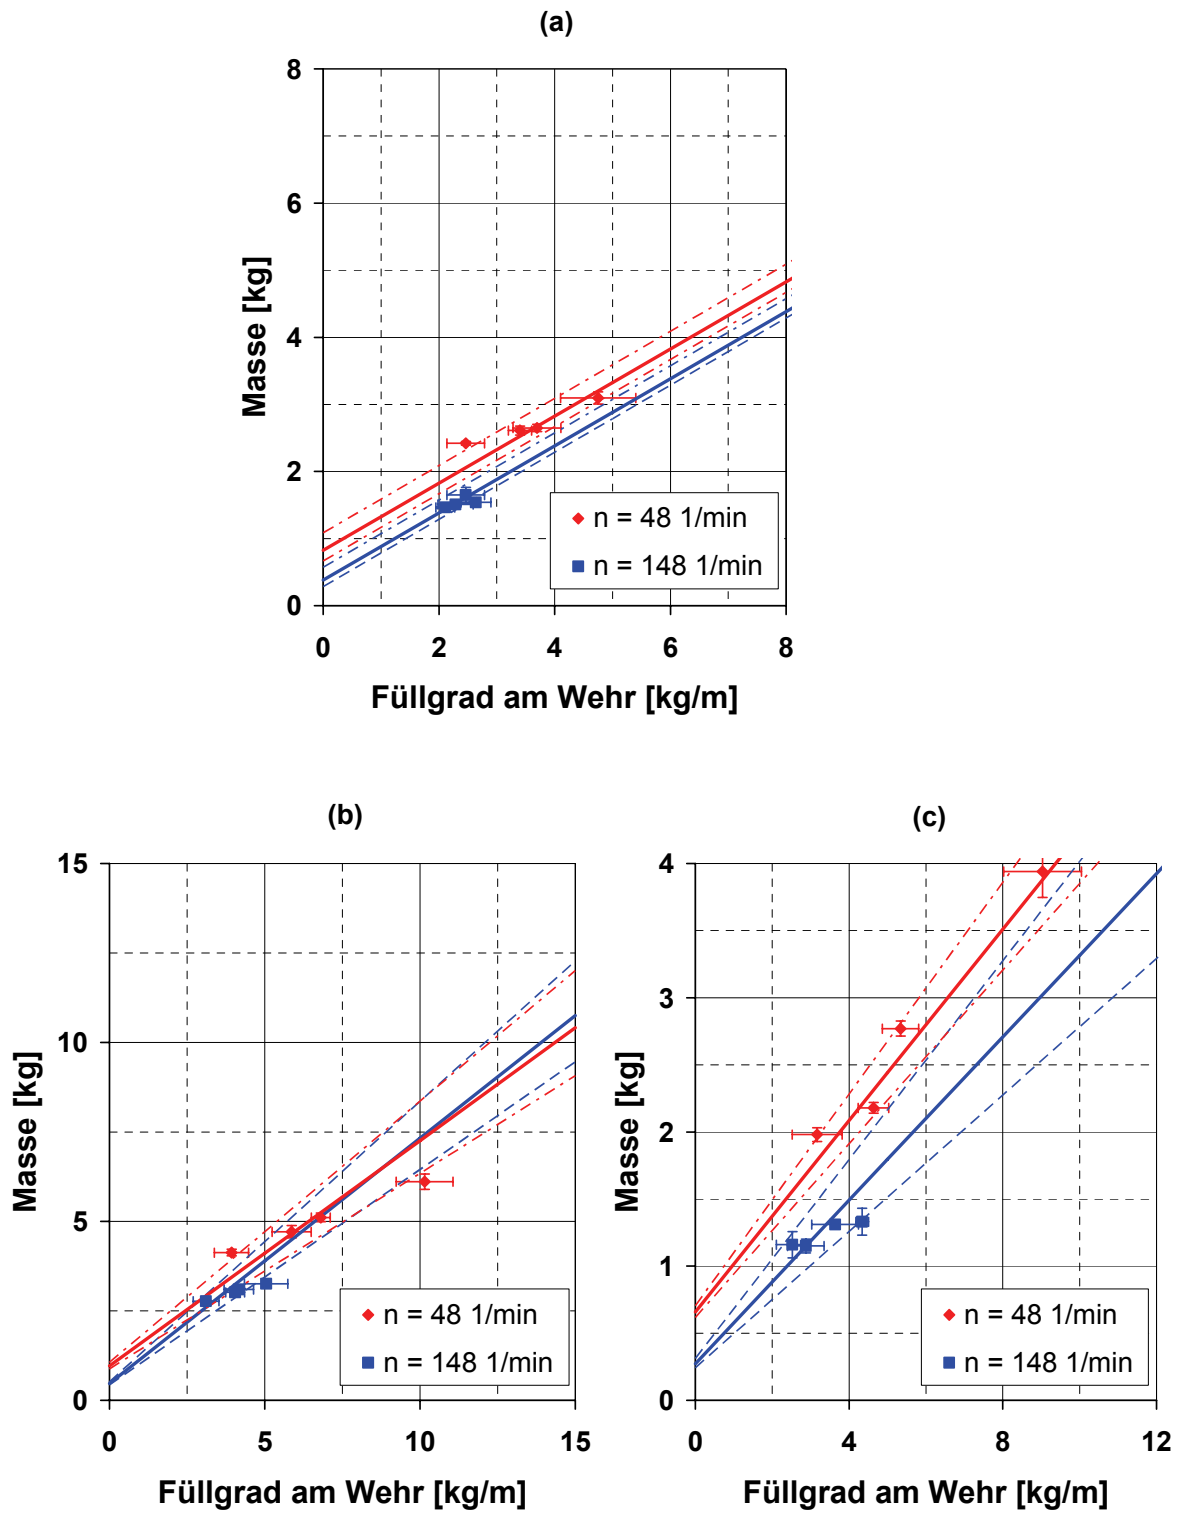 (a)
8
6
4
2
0
0 2 4 6 8
Masse [kg]
Füllgrad am Wehr [kg/m]
n = 48 1/min
n = 148 1/min
(b)
15
10
5
0
0 5 10 15
Masse [kg]
Füllgrad am Wehr [kg/m]
n = 48 1/min
n = 148 1/min
(c)
4
3
2
1
0
0 4 8 12
Masse [kg]
Füllgrad am Wehr [kg/m]
n = 48 1/min
n = 148 1/min